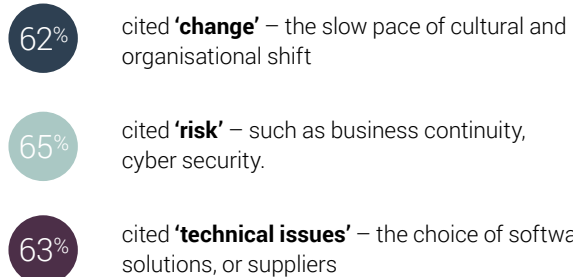 62%
cited 'change' – the slow pace of cultural and
organisational shift
65%
cited 'risk' – such as business continuity,
cyber security.
63%
cited 'technical issues' – the choice of softwa
solutions, or suppliers